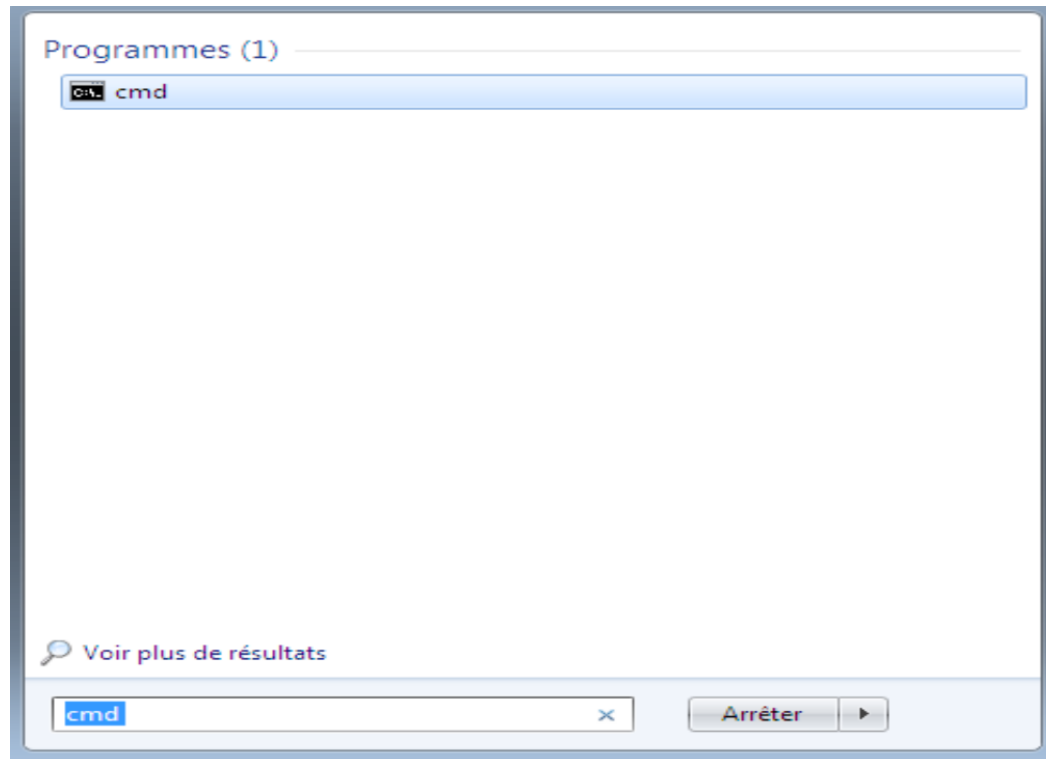 Programmes (1)
C:\. cmd
Voir plus de résultats
cmd
Arrêter